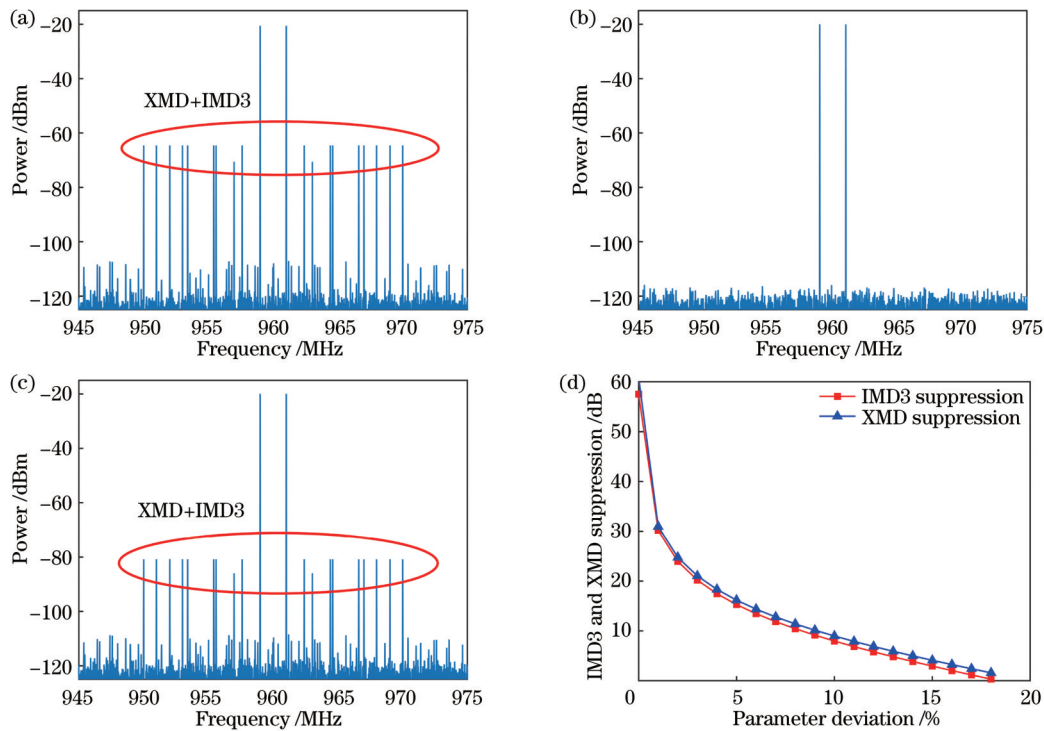 (a)
−20
−40
−60
−80
−100
−120
Power /dBm
XMD+IMD3
945 950 955 960 965 970 975
Frequency /MHz
(b)
−20
−40
−60
−80
−100
−120
Power /dBm
945 950 955 960 965 970 975
Frequency /MHz
(c)
−20
−40
−60
−80
−100
−120
Power /dBm
XMD+IMD3
945 950 955 960 965 970 975
Frequency /MHz
(d)
60
50
40
30
20
10
IMD3 and XMD suppression /dB
IMD3 suppression
XMD suppression
0 5 10 15 20
Parameter deviation /%